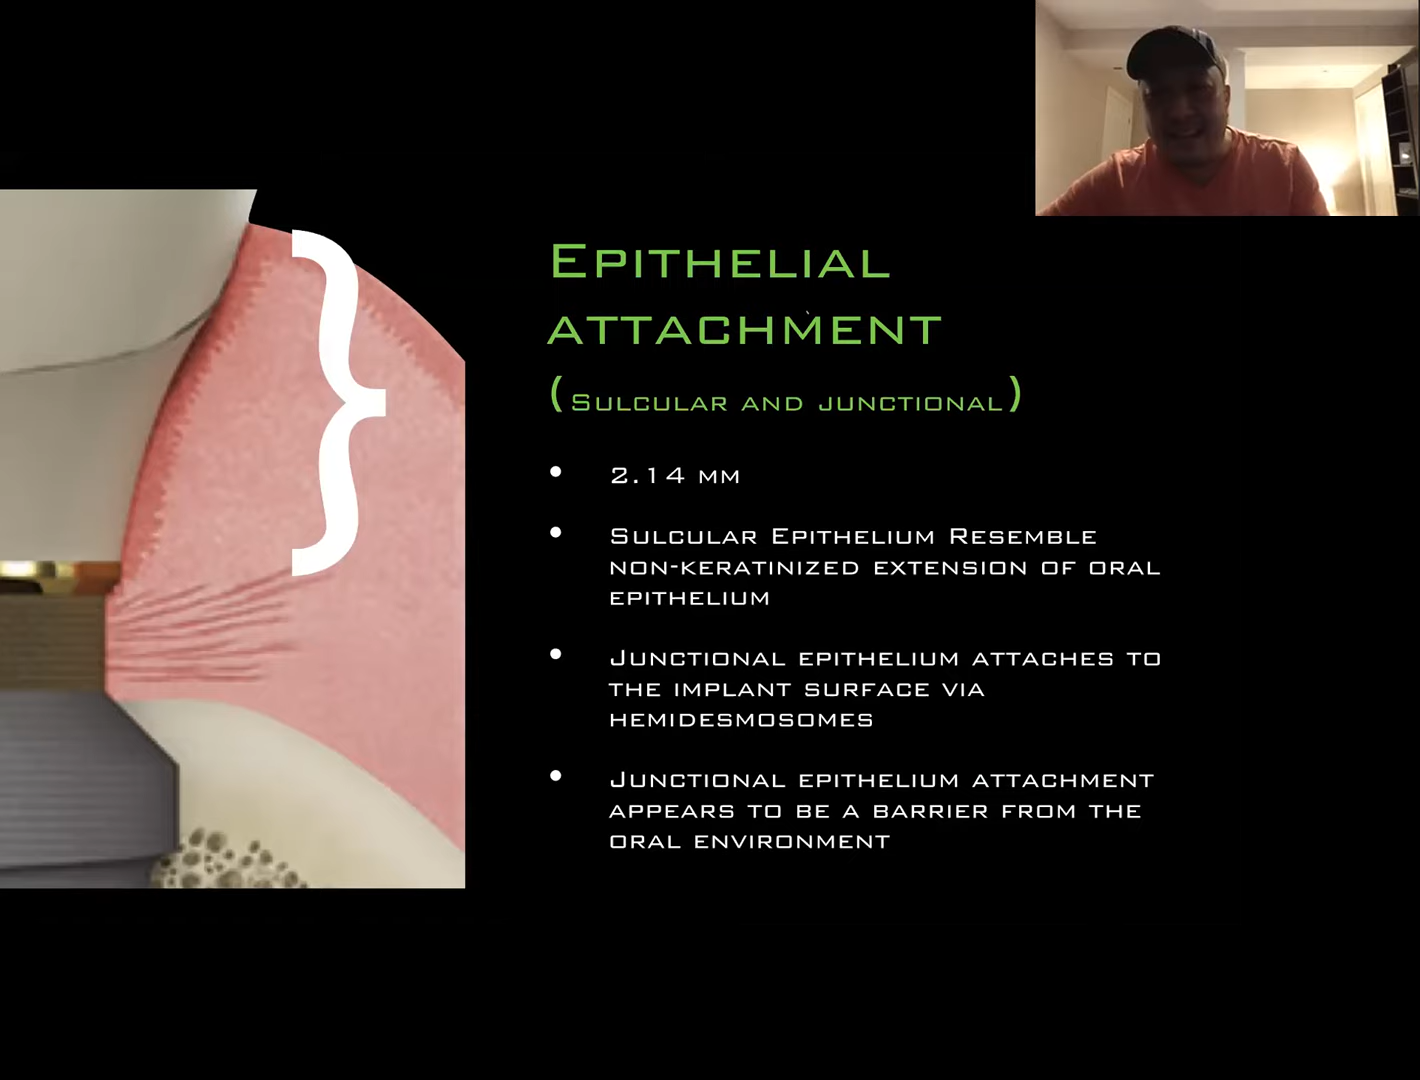 Epithelial
attachment
(Sulcular and junctional)
• 2.14 mm
• Sulcular Epithelium Resemble
non-keratinized extension of oral
epithelium
• Junctional epithelium attaches to
the implant surface via
hemidesmosomes
• Junctional epithelium attachment
appears to be a barrier from the
oral environment